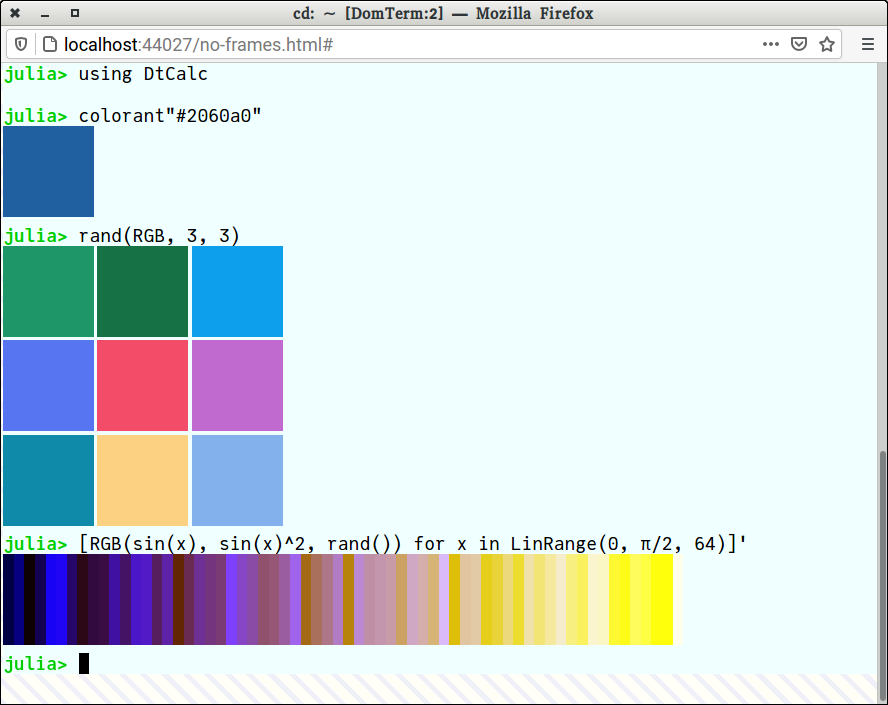 cd: ~ [DomTerm:2] — Mozilla Firefox
localhost:44027/no-frames.html#
julia> using DtCalc
julia> colorant"#2060a0"
julia> rand(RGB, 3, 3)
julia> [RGB(sin(x), sin(x)^2, rand()) for x in LinRange(0, π/2, 64)]'
julia>